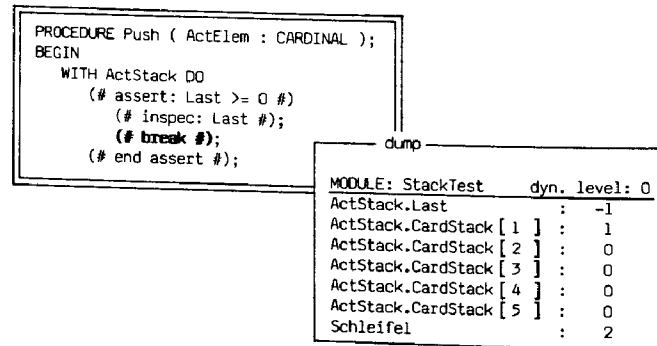 PROCEDURE Push ( ActElem : CARDINAL );
BEGIN
WITH ActStack DO
(# assert: Last >= 0 #)
(# inspec: Last #);
(# break #);
(# end assert #);
dump
MODULE: StackTest dyn. level: 0
ActStack.Last : -1
ActStack.CardStack[ 1 ] : 1
ActStack.CardStack[ 2 ] : 0
ActStack.CardStack[ 3 ] : 0
ActStack.CardStack[ 4 ] : 0
ActStack.CardStack[ 5 ] : 0
Schleifel : 2